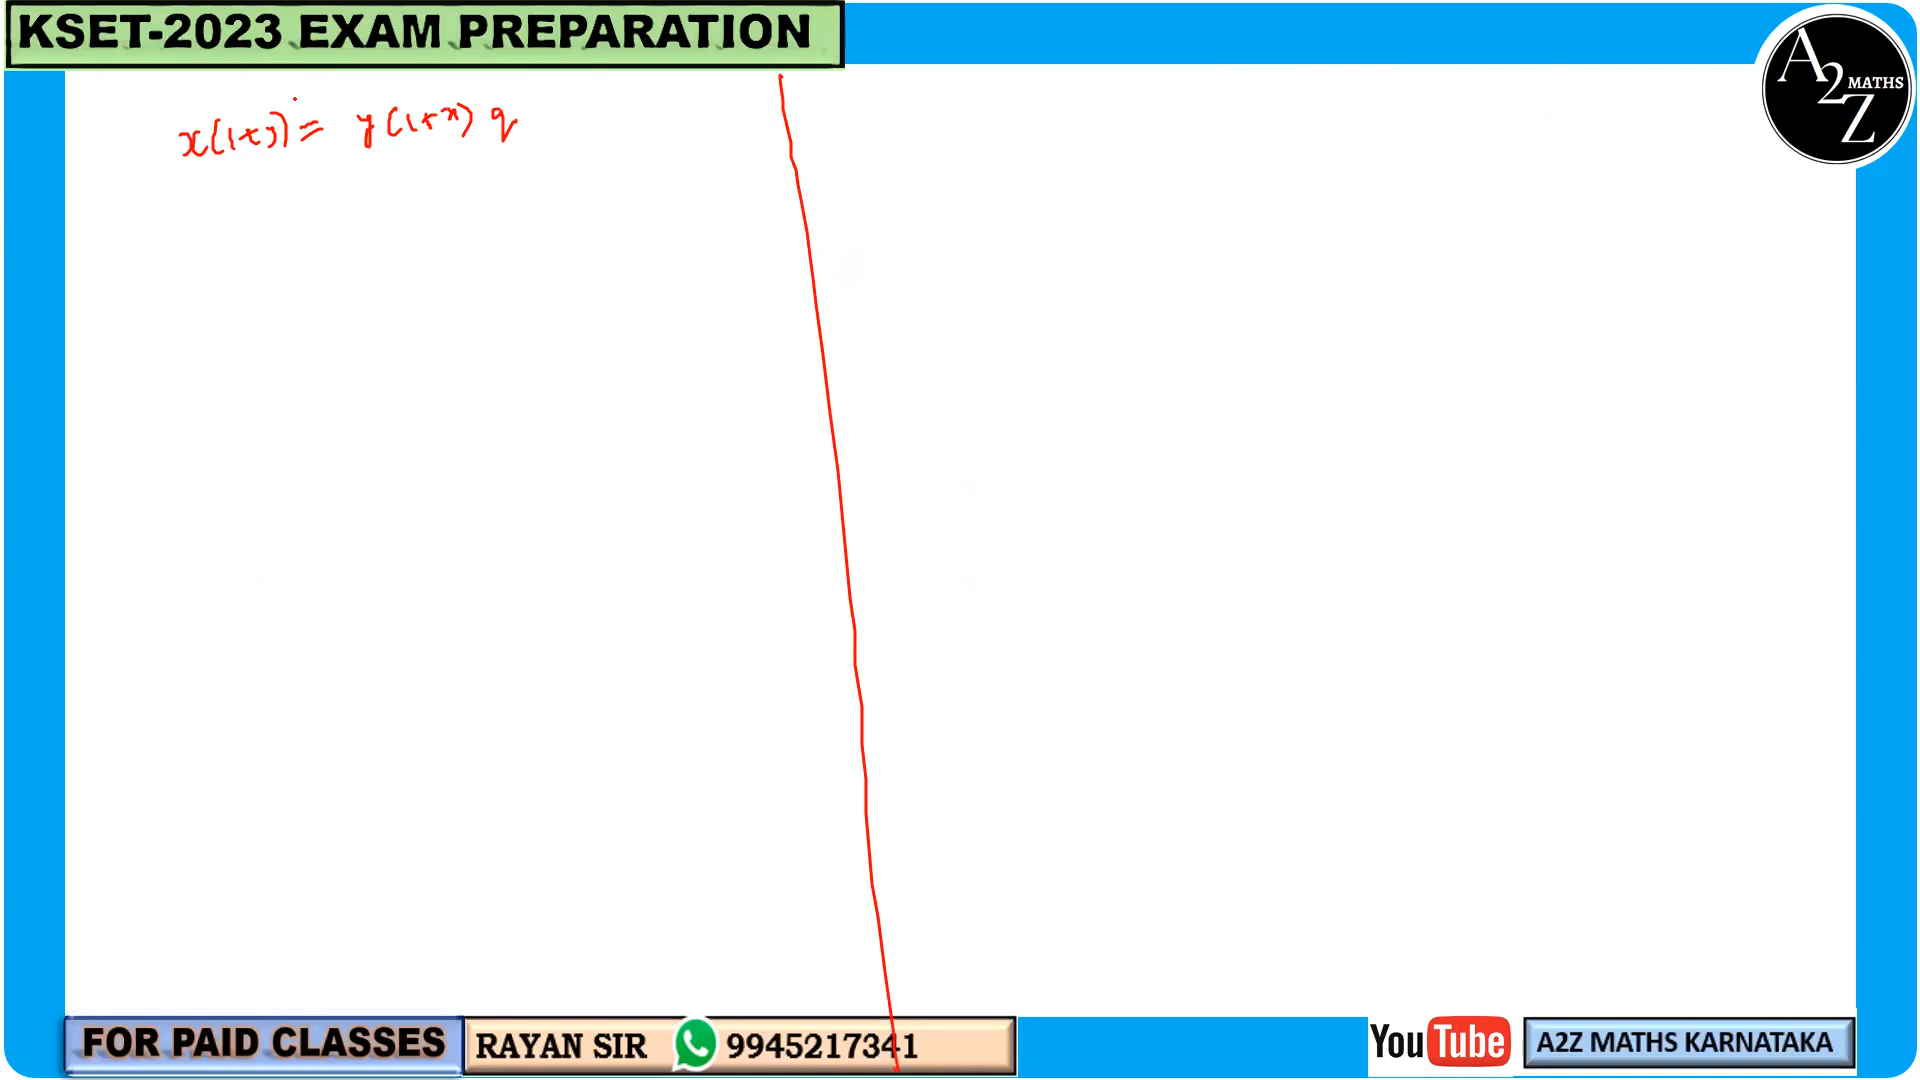 KSET-2023 EXAM PREPARATION
A2Z MATHS
x(1+y) = y(1+x) q
FOR PAID CLASSES
RAYAN SIR 9945217341
YouTube
A2Z MATHS KARNATAKA